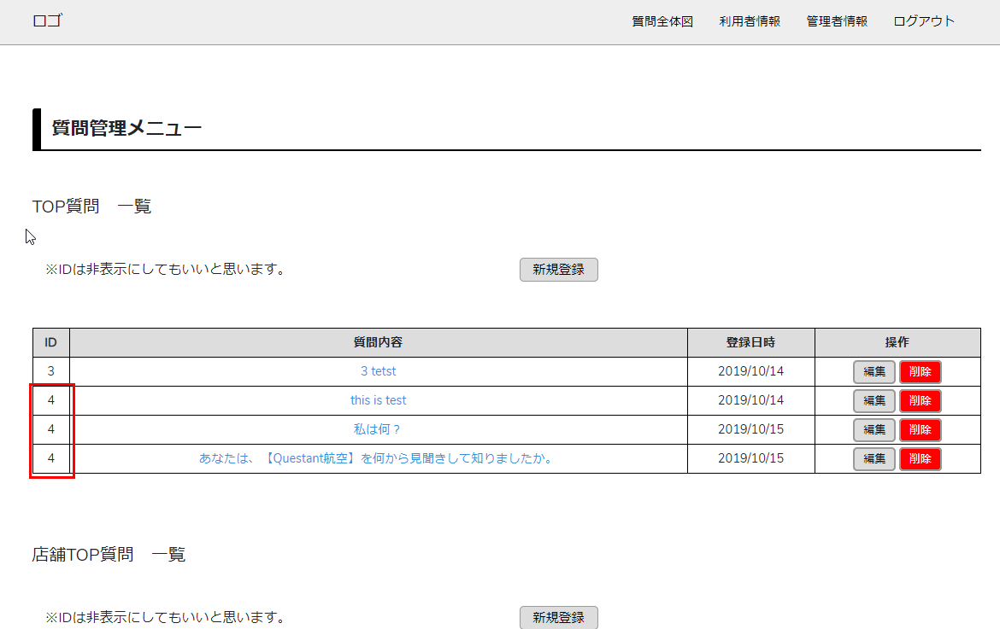 ロゴ 質問全体図 利用者情報 管理者情報 ログアウト
質問管理メニュー
TOP質問　一覧
※IDは非表示にしてもいいと思います。 新規登録
ID 質問内容 登録日時 操作
3 3 tetst 2019/10/14 編集 削除
4 this is test 2019/10/14 編集 削除
4 私は何？ 2019/10/15 編集 削除
4 あなたは、【Questant航空】を何から見聞きして知りましたか。 2019/10/15 編集 削除
店舗TOP質問　一覧
※IDは非表示にしてもいいと思います。 新規登録